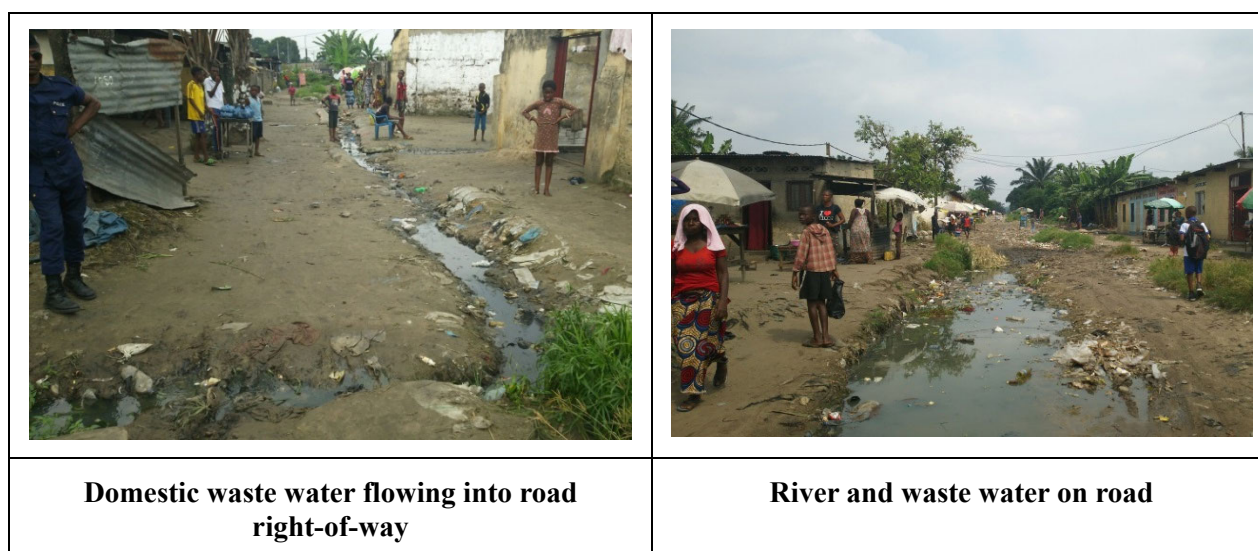 Domestic waste water flowing into road
right-of-way
River and waste water on road